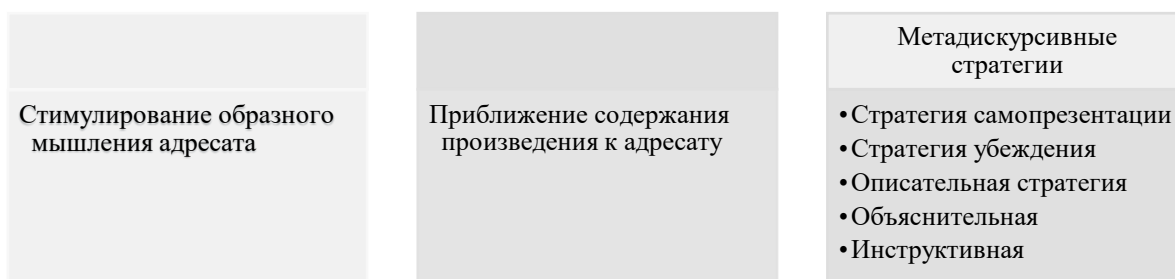 Стимулирование образного
мышления адресата
Приближение содержания
произведения к адресату
Метадискурсивные
стратегии
•Стратегия самопрезентации
•Стратегия убеждения
•Описательная стратегия
•Объяснительная
•Инструктивная